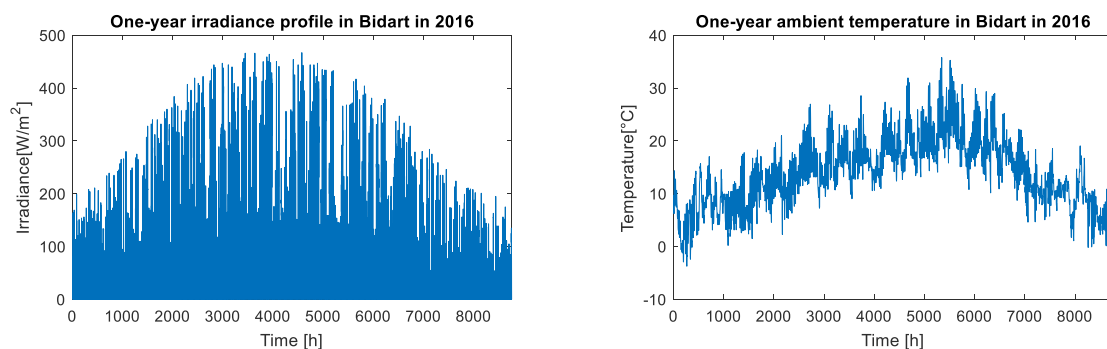 One-year irradiance profile in Bidart in 2016
500
400
300
200
100
0
Irradiance[W/m²]
0 1000 2000 3000 4000 5000 6000 7000 8000
Time [h]
One-year ambient temperature in Bidart in 2016
40
30
20
10
0
-10
Temperature[°C]
0 1000 2000 3000 4000 5000 6000 7000 8000
Time [h]